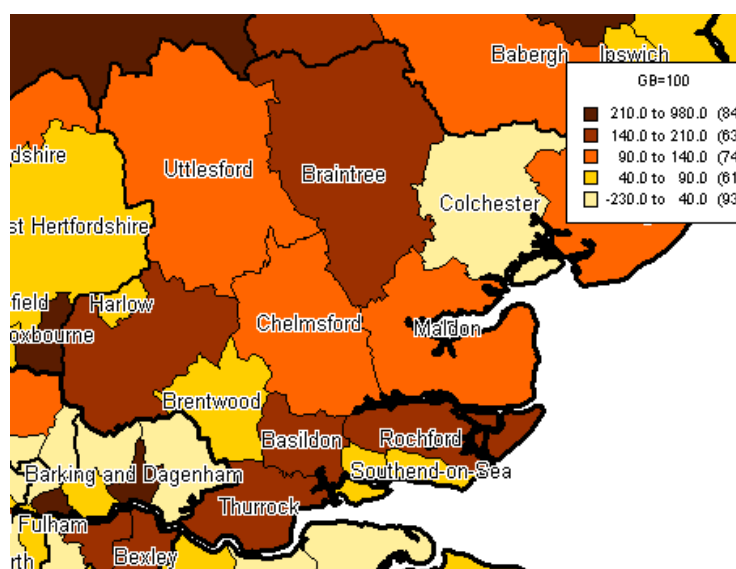 Babergh
Ipswich
GB=100
210.0 to 980.0 (84
140.0 to 210.0 (63
90.0 to 140.0 (74
40.0 to 90.0 (61
-230.0 to 40.0 (93
dshire
Uttlesford
Braintree
Colchester
st Hertfordshire
field
Harlow
oxbourne
Chelmsford
Maldon
Brentwood
Basildon
Rochford
Barking and Dagenham
Southend-on-Sea
Thurrock
Fulham
rth
Bexley